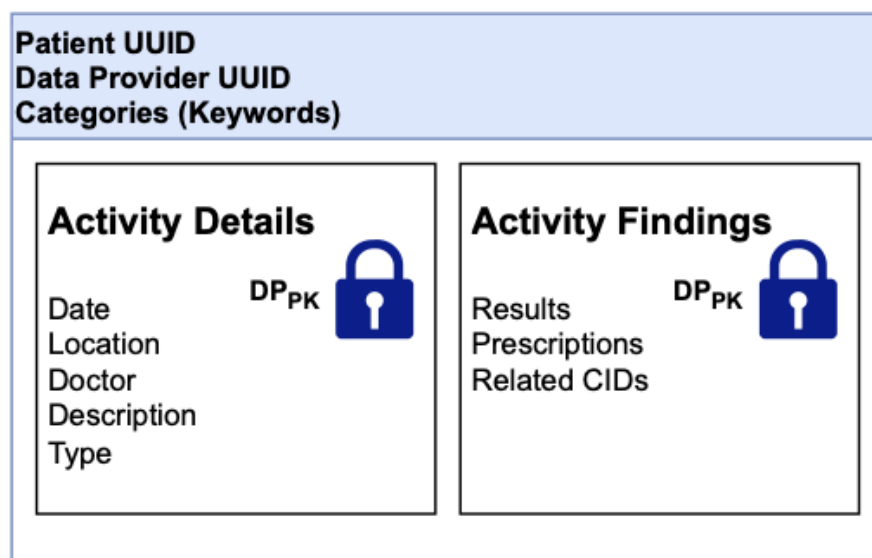 Patient UUID
Data Provider UUID
Categories (Keywords)
Activity Details
DPPK
Date
Location
Doctor
Description
Type
Activity Findings
DPPK
Results
Prescriptions
Related CIDs